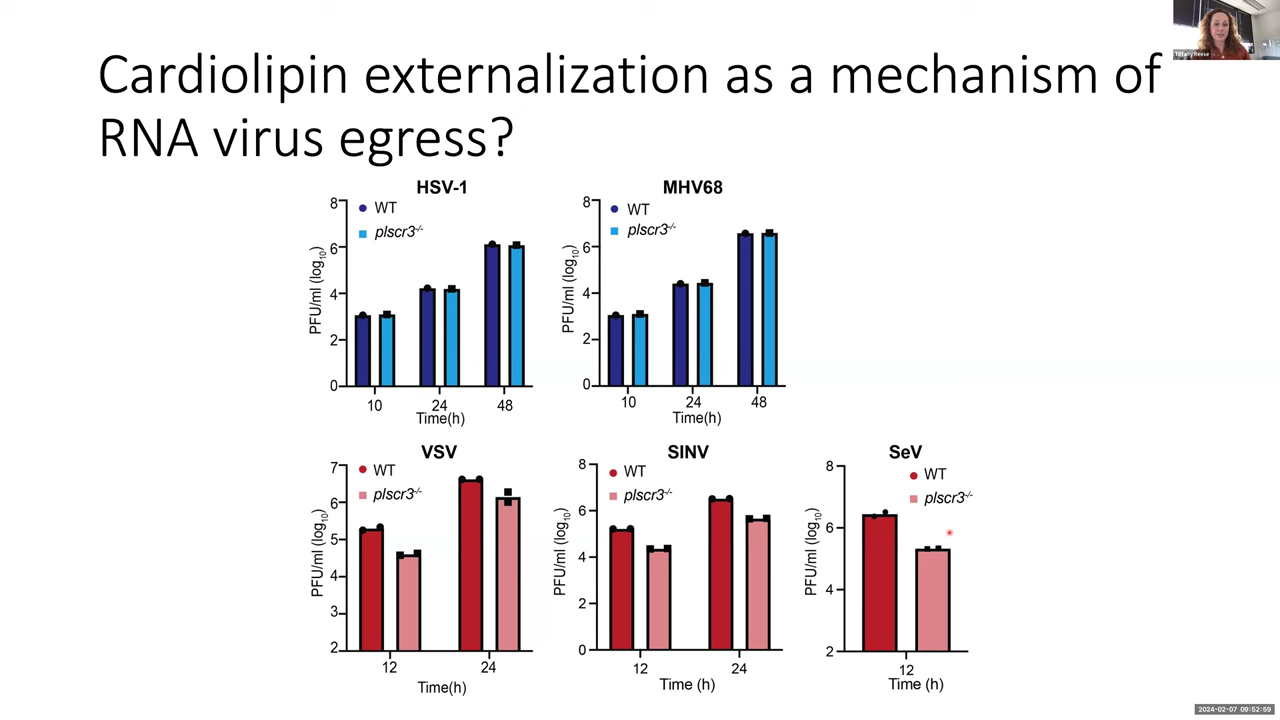 Tiffany Reese
Cardiolipin externalization as a mechanism of
RNA virus egress?
HSV-1
WT
plscr3-/-
PFU/ml (log10)
8
6
4
2
0
10
24
48
Time(h)
MHV68
WT
plscr3-/-
PFU/ml (log10)
8
6
4
2
0
10
24
48
Time(h)
VSV
WT
plscr3-/-
PFU/ml (log10)
7
6
5
4
3
2
12
24
Time(h)
SINV
WT
plscr3-/-
PFU/ml (log10)
8
6
4
2
0
12
24
Time (h)
SeV
WT
plscr3-/-
PFU/ml (log10)
8
6
4
2
12
Time (h)
2024-02-07 09:52:59